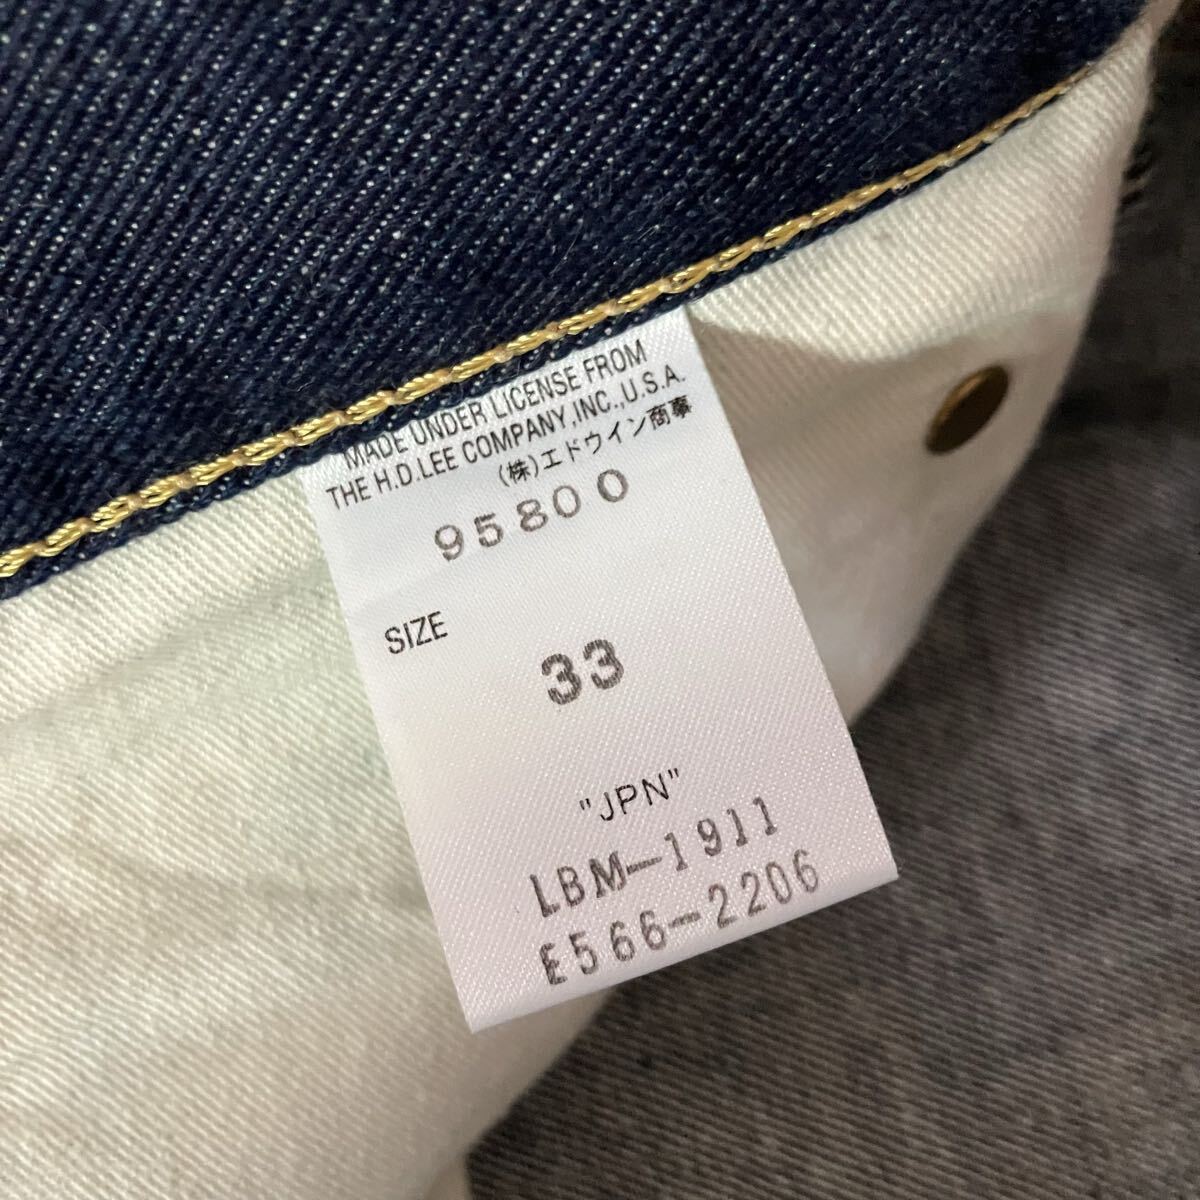 MADE UNDER LICENSE FROM
THE H.D.LEE COMPANY,INC.,U.S.A.
(株)エドウイン商事
95800
SIZE
33
"JPN"
LBM-1911
E566-2206